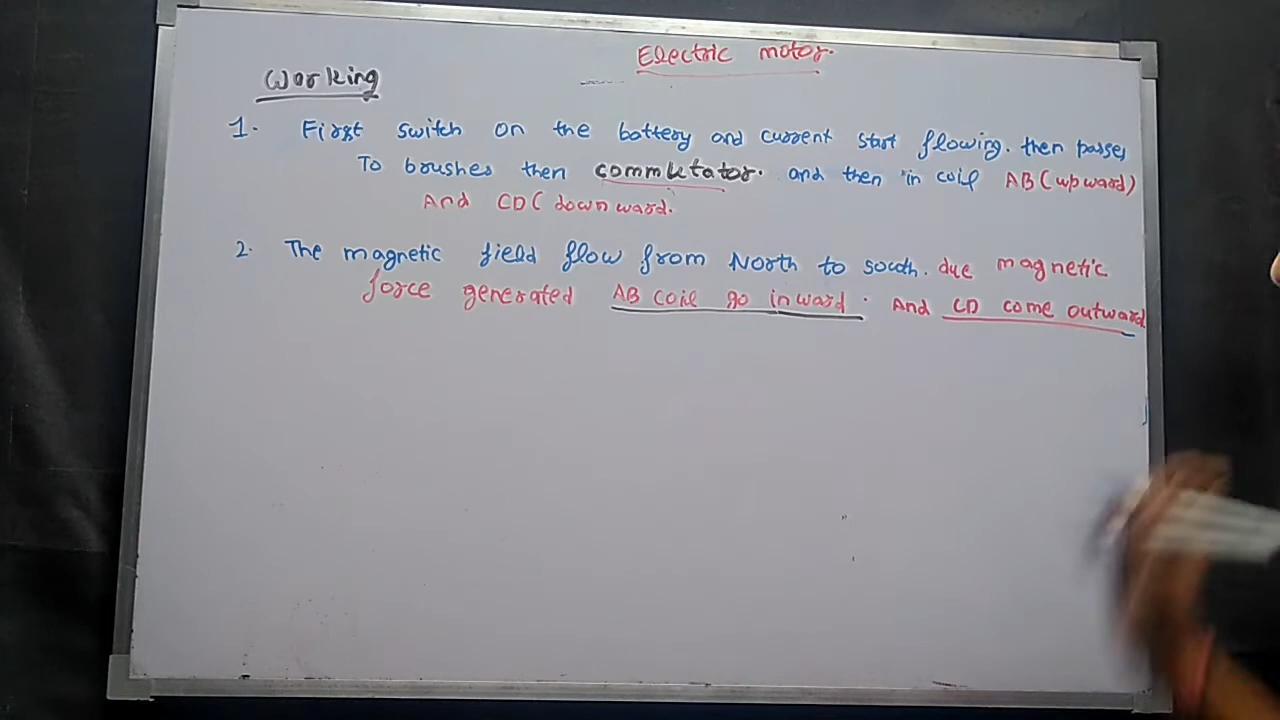 Electric motor.
Working
1. First switch on the battery and current start flowing. then passes
To brushes then commutator. and then in coil AB (upward)
And CD ( downward.
2. The magnetic field flow from North to south. due magnetic
force generated AB coil go inward. And CD come outward